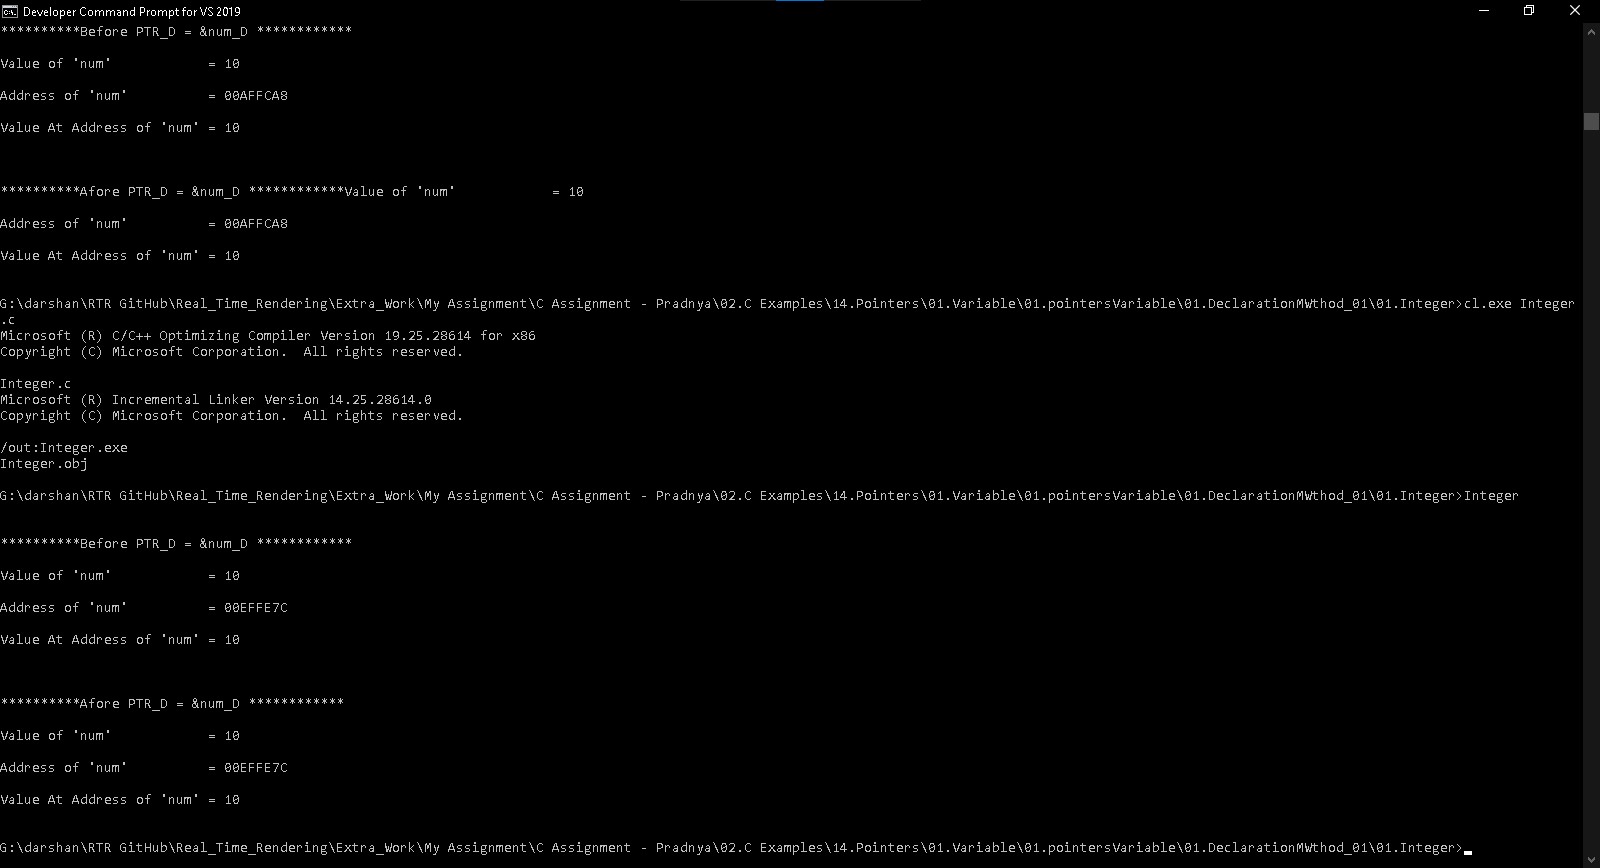 Developer Command Prompt for VS 2019
**********Before PTR_D = &num_D ************
Value of 'num'            = 10
Address of 'num'          = 00AFFCA8
Value At Address of 'num' = 10
**********Afore PTR_D = &num_D ************Value of 'num'            = 10
Address of 'num'          = 00AFFCA8
Value At Address of 'num' = 10
G:\darshan\RTR GitHub\Real_Time_Rendering\Extra_Work\My Assignment\C Assignment - Pradnya\02.C Examples\14.Pointers\01.Variable\01.pointersVariable\01.DeclarationMWthod_01\01.Integer>cl.exe Integer
.c
Microsoft (R) C/C++ Optimizing Compiler Version 19.25.28614 for x86
Copyright (C) Microsoft Corporation.  All rights reserved.
Integer.c
Microsoft (R) Incremental Linker Version 14.25.28614.0
Copyright (C) Microsoft Corporation.  All rights reserved.
/out:Integer.exe
Integer.obj
G:\darshan\RTR GitHub\Real_Time_Rendering\Extra_Work\My Assignment\C Assignment - Pradnya\02.C Examples\14.Pointers\01.Variable\01.pointersVariable\01.DeclarationMWthod_01\01.Integer>Integer
**********Before PTR_D = &num_D ************
Value of 'num'            = 10
Address of 'num'          = 00EFFE7C
Value At Address of 'num' = 10
**********Afore PTR_D = &num_D ************
Value of 'num'            = 10
Address of 'num'          = 00EFFE7C
Value At Address of 'num' = 10
G:\darshan\RTR GitHub\Real_Time_Rendering\Extra_Work\My Assignment\C Assignment - Pradnya\02.C Examples\14.Pointers\01.Variable\01.pointersVariable\01.DeclarationMWthod_01\01.Integer>